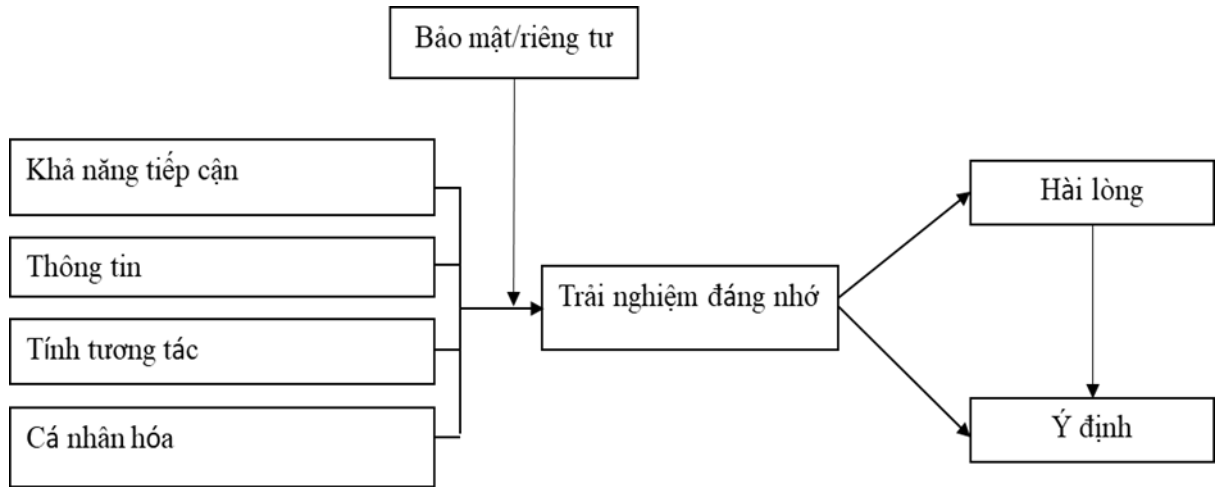 Bảo mật/riêng tư
Khả năng tiếp cận
Thông tin
Tính tương tác
Cá nhân hóa
Trải nghiệm đáng nhớ
Hài lòng
Ý định